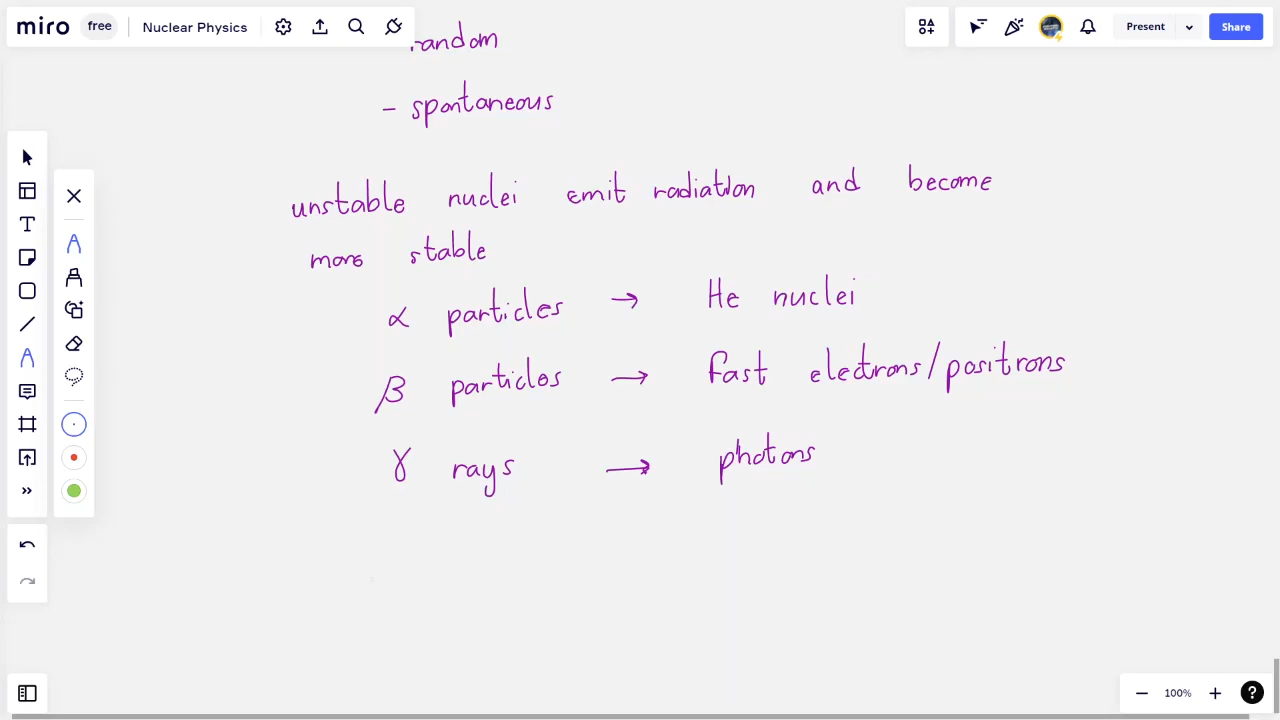 miro free Nuclear Physics Present Share
random
- spontaneous
unstable nuclei emit radiation and become
more stable
α particles → He nuclei
β particles → fast electrons/positrons
γ rays → photons
100%